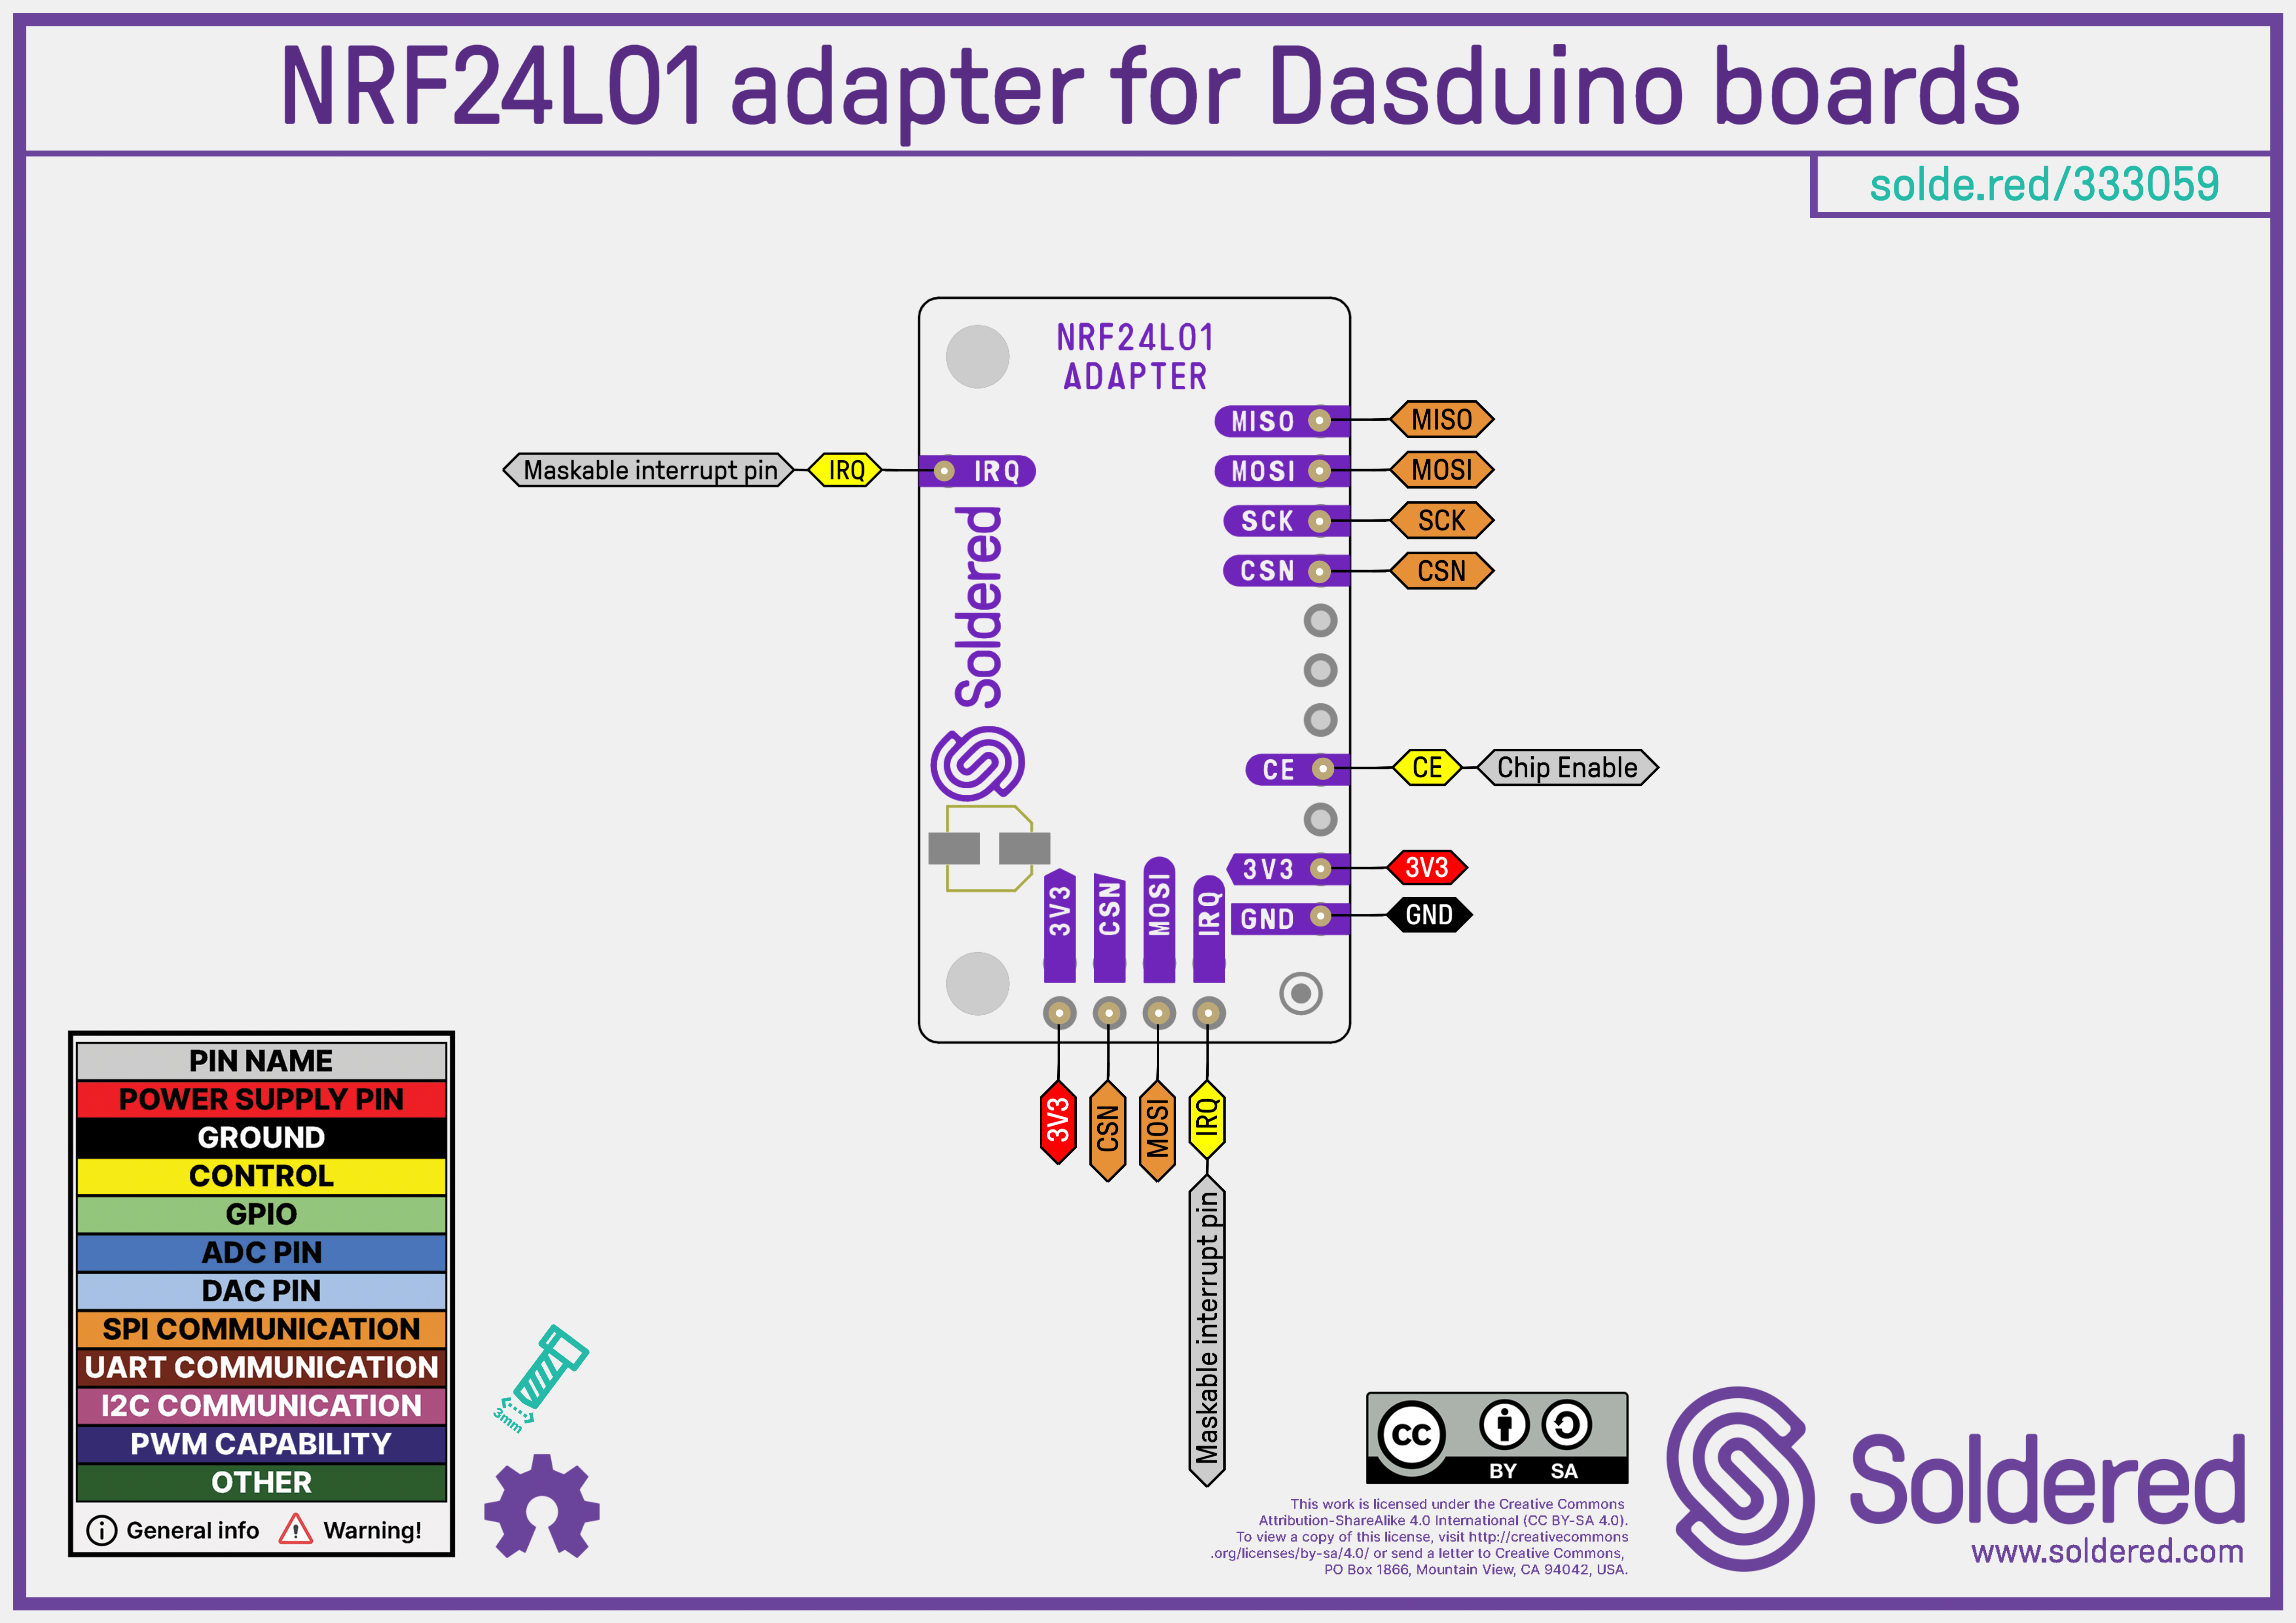 NRF24L01 adapter for Dasduino boards
solde.red/333059
NRF24L01
ADAPTER
MISO
MISO
Maskable interrupt pin
IRQ
IRQ
MOSI
MOSI
SCK
SCK
CSN
CSN
Soldered
CE
CE
Chip Enable
3V3
3V3
GND
GND
3V3
CSN
MOSI
IRQ
3V3
CSN
MOSI
IRQ
Maskable interrupt pin
PIN NAME
POWER SUPPLY PIN
GROUND
CONTROL
GPIO
ADC PIN
DAC PIN
SPI COMMUNICATION
UART COMMUNICATION
I2C COMMUNICATION
PWM CAPABILITY
OTHER
General info
Warning!
3mm
CC
BY
SA
This work is licensed under the Creative Commons
Attribution-ShareAlike 4.0 International (CC BY-SA 4.0).
To view a copy of this license, visit http://creativecommons
.org/licenses/by-sa/4.0/ or send a letter to Creative Commons,
PO Box 1866, Mountain View, CA 94042, USA.
Soldered
www.soldered.com